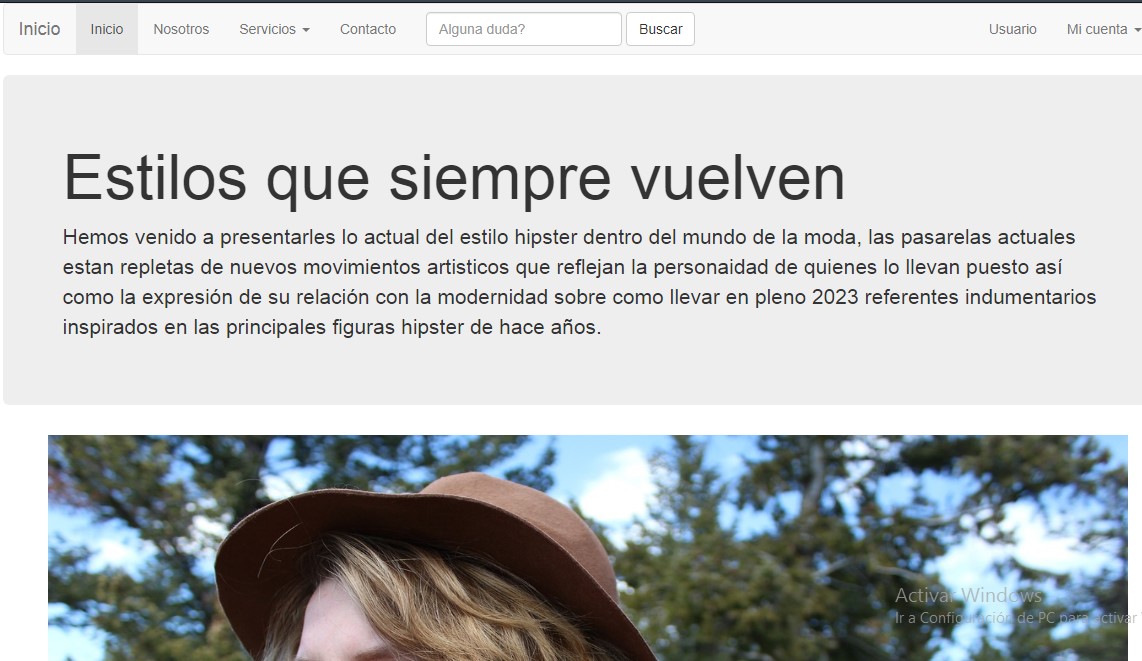 Inicio Inicio Nosotros Servicios Contacto Alguna duda? Buscar Usuario Mi cuenta
Estilos que siempre vuelven
Hemos venido a presentarles lo actual del estilo hipster dentro del mundo de la moda, las pasarelas actuales
estan repletas de nuevos movimientos artisticos que reflejan la personaidad de quienes lo llevan puesto así
como la expresión de su relación con la modernidad sobre como llevar en pleno 2023 referentes indumentarios
inspirados en las principales figuras hipster de hace años.
Activar Windows
Ir a Configuración de PC para activar